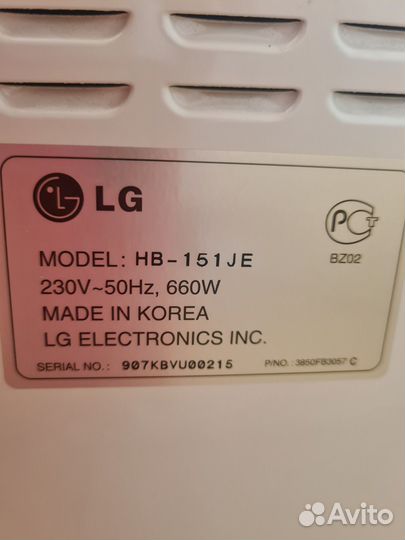 LG
PCT
BZ02
MODEL: HB-151JE
230V~50Hz, 660W
MADE IN KOREA
LG ELECTRONICS INC.
SERIAL NO.: 907KBVU00215
P/NO.: 3850FB3057 C
Avito